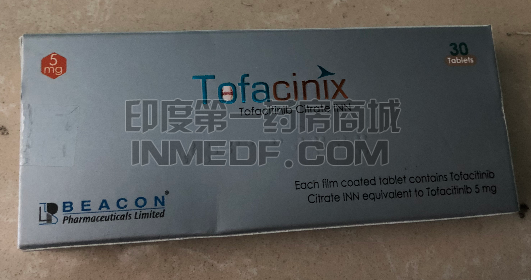 5
mg
30
Tablets
Tofacinix
Tofacitinib Citrate INN
印度第一药房商城
INMEDF.COM
Each film coated tablet contains Tofacitinib
Citrate INN equivalent to Tofacitinib 5 mg
BEACON®
Pharmaceuticals Limited